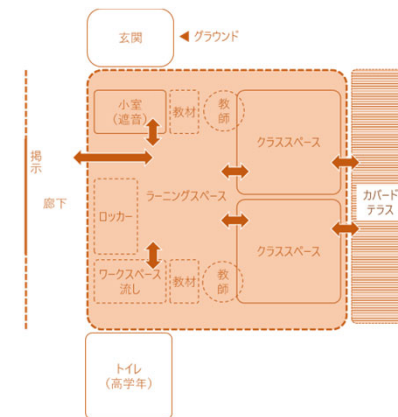 玄関
◀ グラウンド
小室
(遮音)
教材
教
師
クラススペース
掲
示
廊下
ラーニングスペース
ロッカー
カバード
テラス
クラススペース
ワークスペース
流し
教材
教
師
トイレ
(高学年)